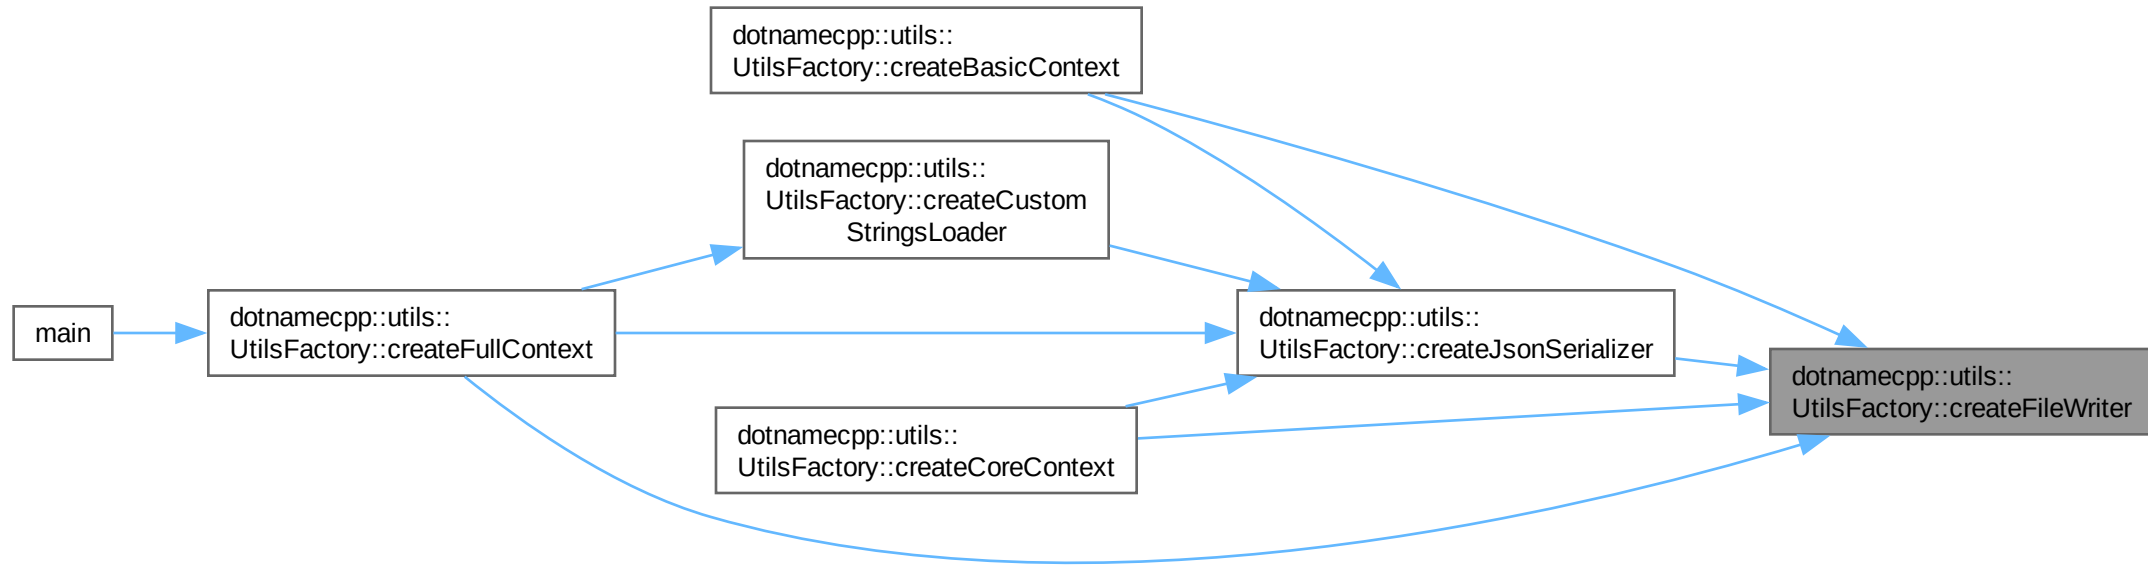 dotnamecpp::utils::
UtilsFactory::createBasicContext
dotnamecpp::utils::
UtilsFactory::createCustom
StringsLoader
main
dotnamecpp::utils::
UtilsFactory::createFullContext
dotnamecpp::utils::
UtilsFactory::createJsonSerializer
dotnamecpp::utils::
UtilsFactory::createFileWriter
dotnamecpp::utils::
UtilsFactory::createCoreContext